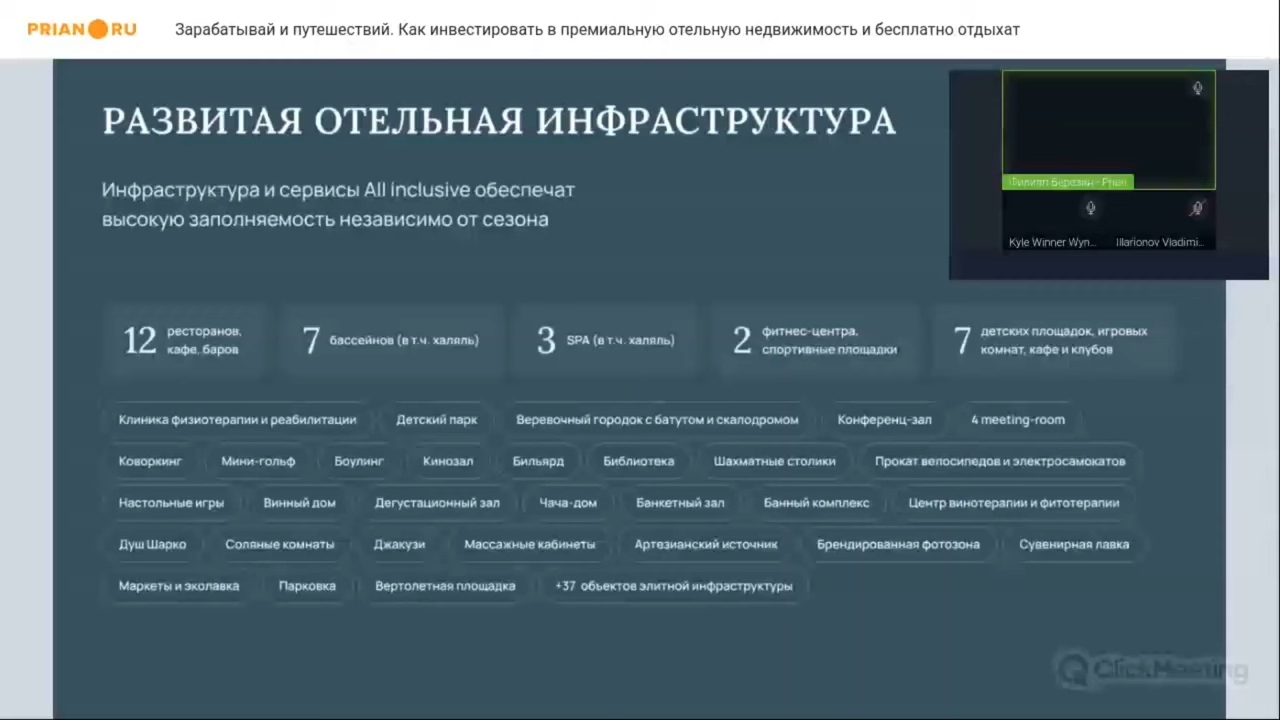 PRIAN RU
Зарабатывай и путешествий. Как инвестировать в премиальную отельную недвижимость и бесплатно отдыхат
РАЗВИТАЯ ОТЕЛЬНАЯ ИНФРАСТРУКТУРА
Инфраструктура и сервисы All inclusive обеспечат
высокую заполняемость независимо от сезона
Филипп Березин - Prian
Kyle Winner Wyn...
Illarionov Vladimi...
12 ресторанов, кафе, баров
7 бассейнов (в т.ч. халяль)
3 SPA (в т.ч. халяль)
2 фитнес-центра, спортивные площадки
7 детских площадок, игровых комнат, кафе и клубов
Клиника физиотерапии и реабилитации Детский парк Веревочный городок с батутом и скалодромом Конференц-зал 4 meeting-room
Коворкинг Мини-гольф Боулинг Кинозал Бильярд Библиотека Шахматные столики Прокат велосипедов и электросамокатов
Настольные игры Винный дом Дегустационный зал Чача-дом Банкетный зал Банный комплекс Центр винотерапии и фитотерапии
Душ Шарко Соляные комнаты Джакузи Массажные кабинеты Артезианский источник Брендированная фотозона Сувенирная лавка
Маркеты и эколавка Парковка Вертолетная площадка +37 объектов элитной инфраструктуры
ClickMeeting